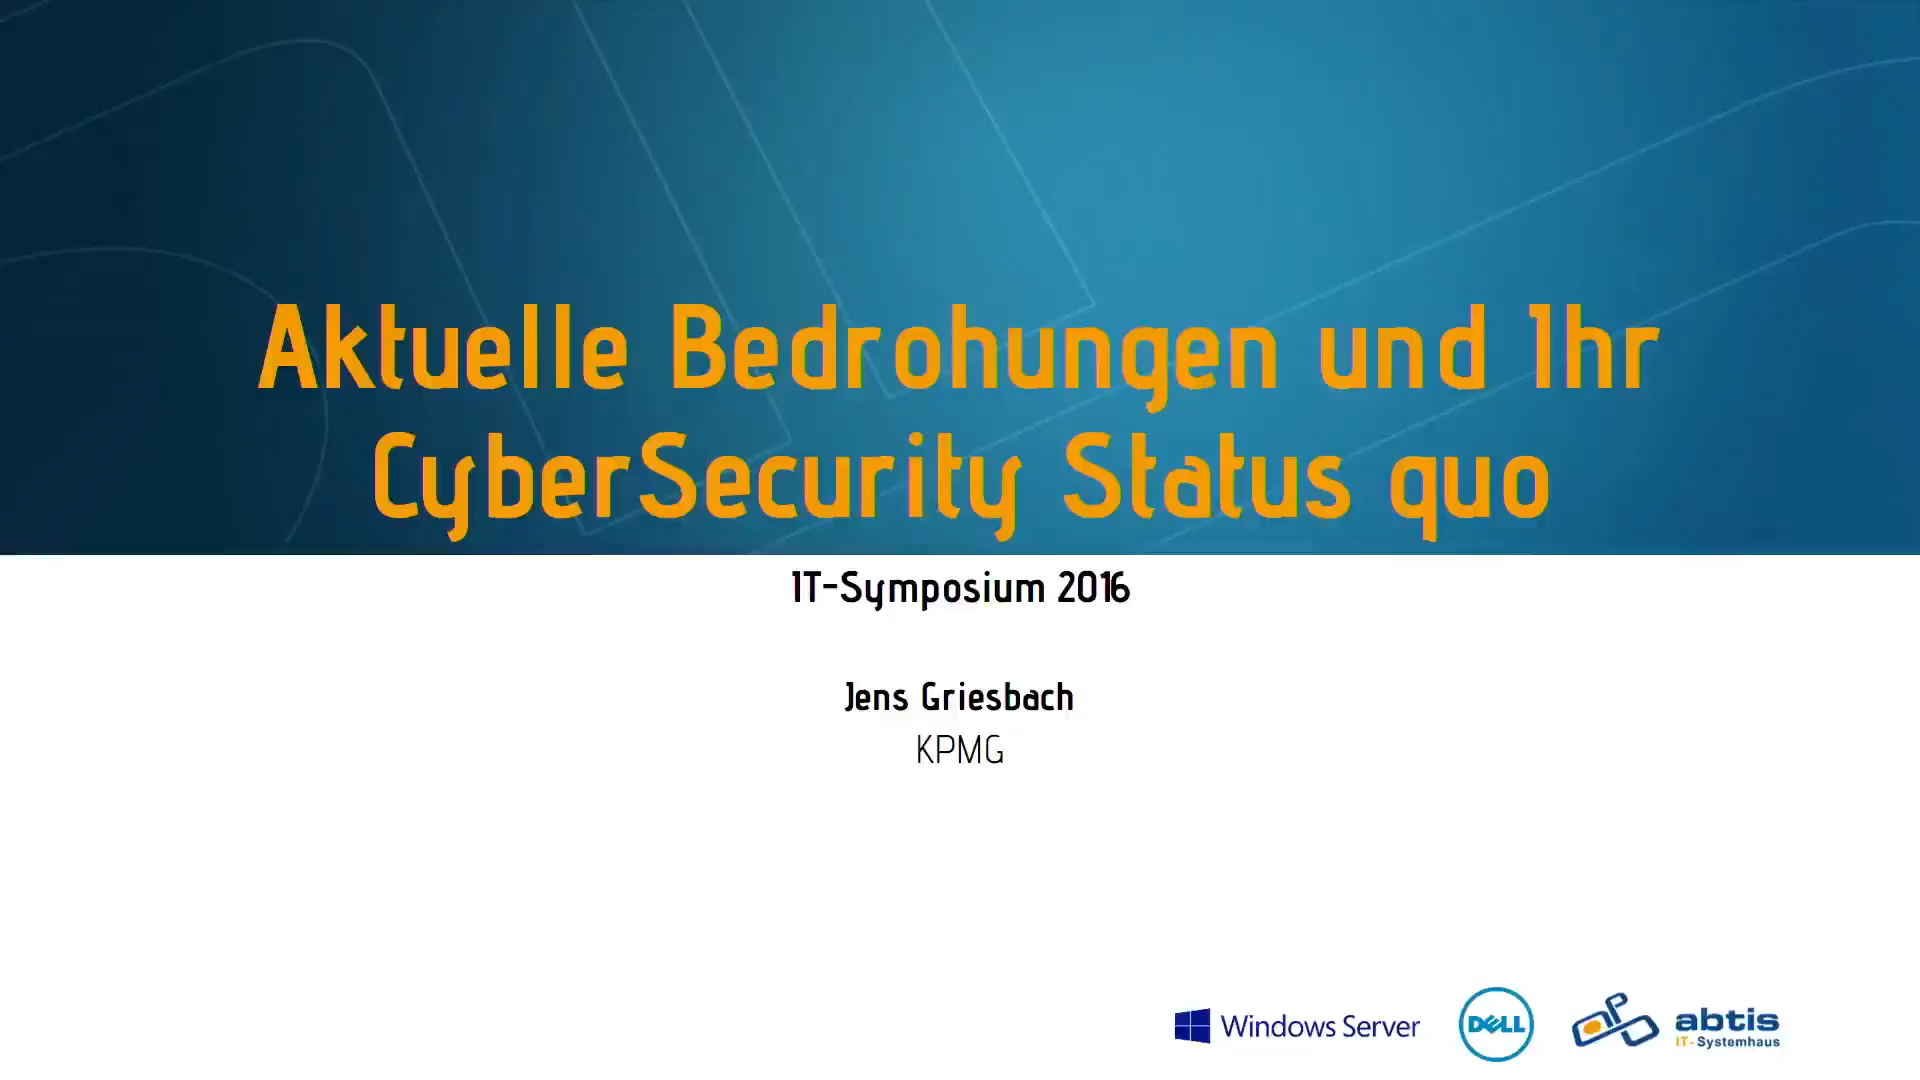 Aktuelle Bedrohungen und Ihr
CyberSecurity Status quo
IT-Symposium 2016
Jens Griesbach
KPMG
Windows Server
DELL
abtis
IT-Systemhaus